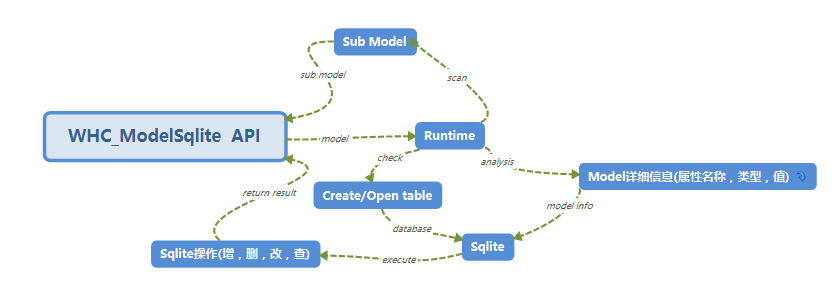 Sub Model
sub model
scan
WHC_ModelSqlite API
model
Runtime
check
analysis
Model详细信息(属性名称，类型，值)
return result
Create/Open table
model info
database
Sqlite操作(增，删，改，查)
execute
Sqlite